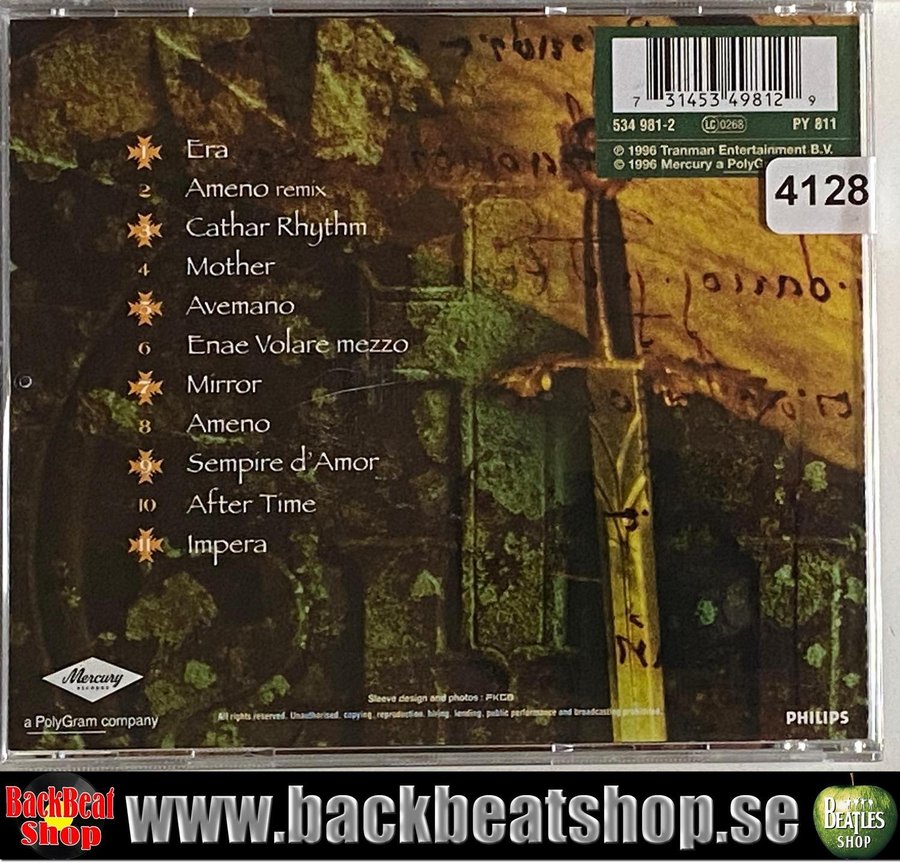 7 31453 49812 9
534 981-2 LC 0268 PY 811
℗ 1996 Tranman Entertainment B.V.
© 1996 Mercury a PolyG
4128
1 Era
2 Ameno remix
3 Cathar Rhythm
4 Mother
5 Avemano
6 Enae Volare mezzo
7 Mirror
8 Ameno
9 Sempire d'Amor
10 After Time
11 Impera
Mercury
RECORDS
a PolyGram company
Sleeve design and photos : FKGB
All rights reserved. Unauthorised. copying. reproduction. hiring. lending. public performance and broadcasting prohibited.
PHILIPS
BackBeat
Shop
www.backbeatshop.se
BEATLES
SHOP